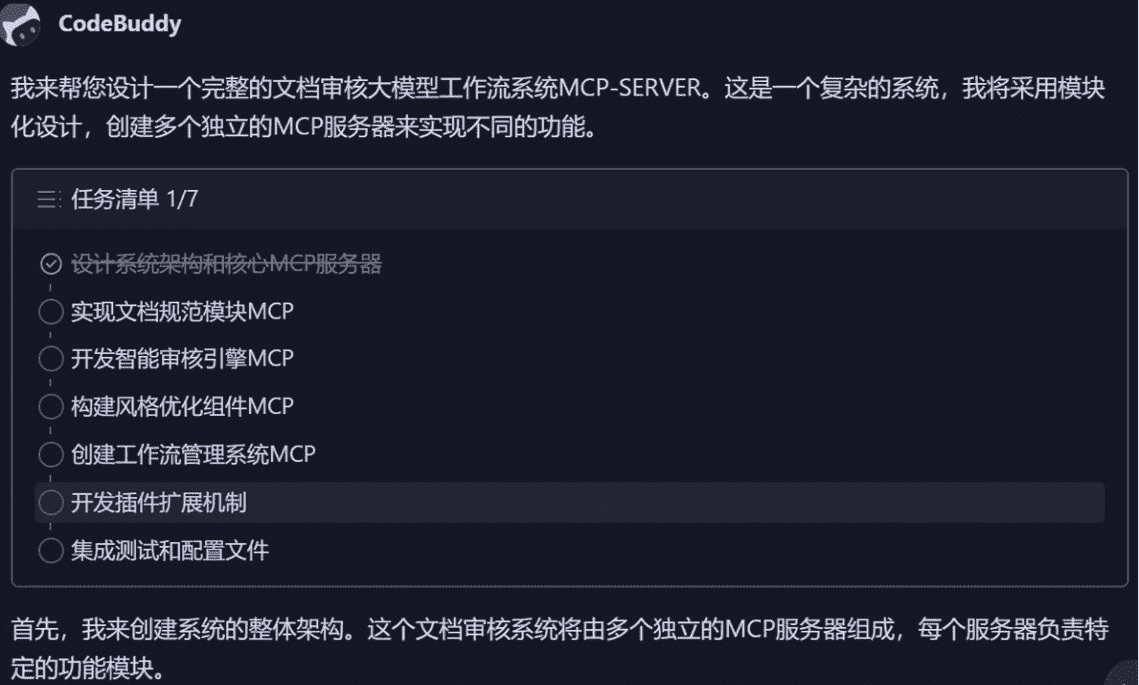 CodeBuddy
我来帮您设计一个完整的文档审核大模型工作流系统MCP-SERVER。这是一个复杂的系统，我将采用模块
化设计，创建多个独立的MCP服务器来实现不同的功能。
任务清单 1/7
设计系统架构和核心MCP服务器
实现文档规范模块MCP
开发智能审核引擎MCP
构建风格优化组件MCP
创建工作流管理系统MCP
开发插件扩展机制
集成测试和配置文件
首先，我来创建系统的整体架构。这个文档审核系统将由多个独立的MCP服务器组成，每个服务器负责特
定的功能模块。